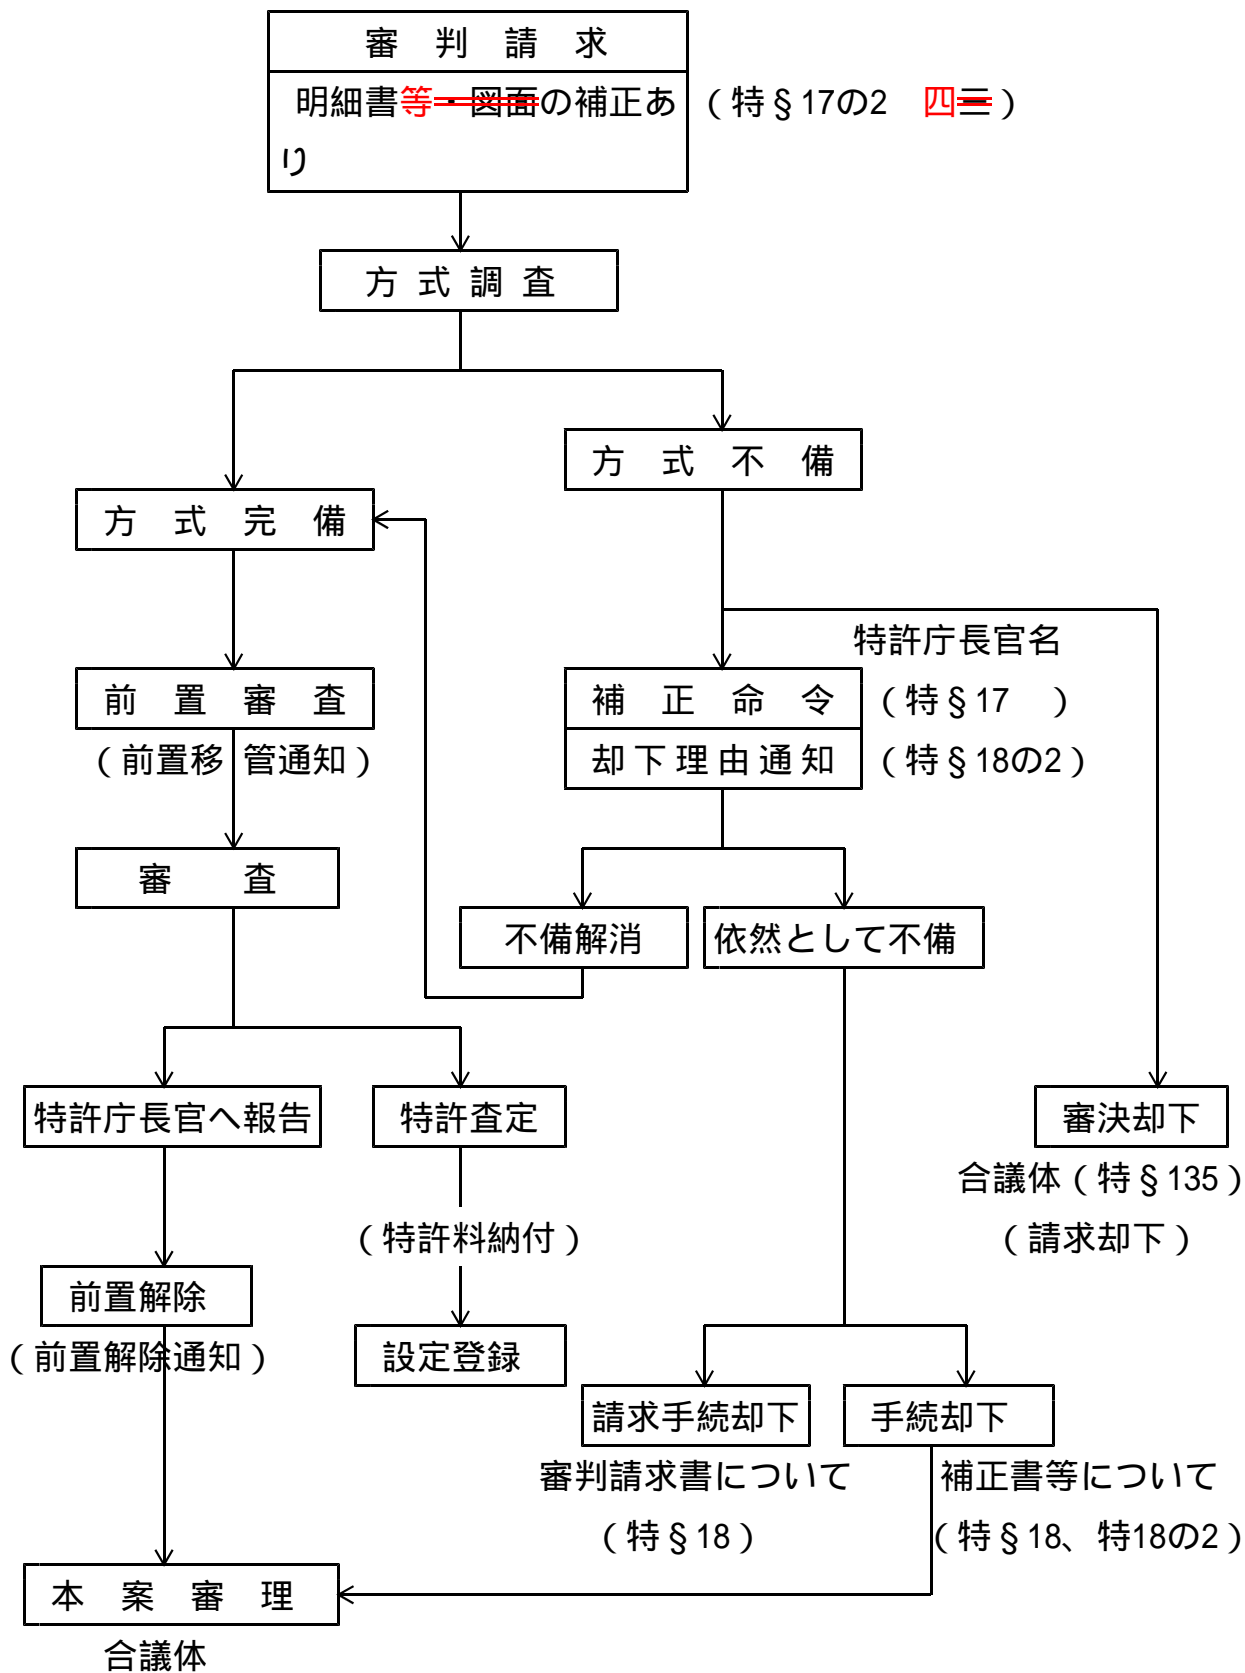 審 判 請 求
明細書等・図面の補正あ (特§17の2 四三)
り
方 式 調 査
方 式 不 備
方 式 完 備
特許庁長官名
前 置 審 査
補 正 命 令
(特§17 )
(前置移 管通知)
却下理由通知
(特§18の2)
審 査
不備解消
依然として不備
特許庁長官へ報告
特許査定
審決却下
合議体(特§135)
(特許料納付)
(請求却下)
前置解除
(前置解除通知)
設定登録
請求手続却下
手続却下
審判請求書について
補正書等について
(特§18)
(特§18、特18の2)
本 案 審 理
合議体